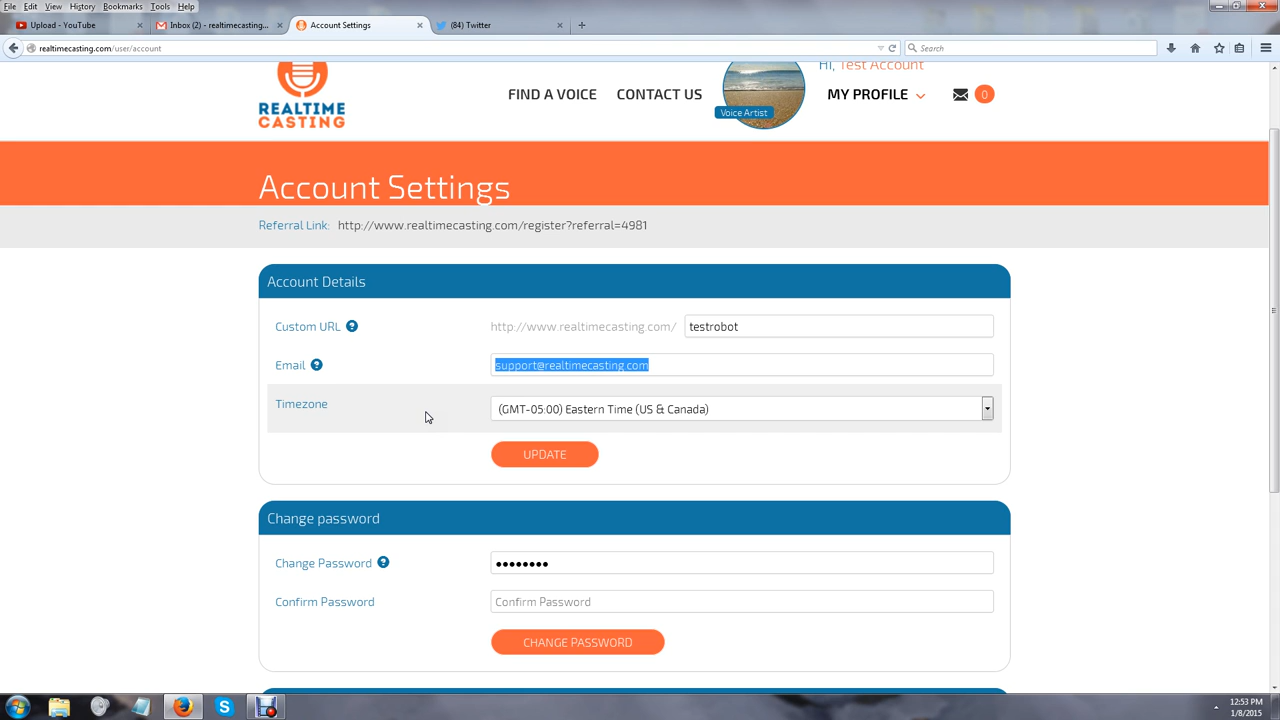 File Edit View History Bookmarks Tools Help
Upload - YouTube × Inbox (2) - realtimecasting... × Account Settings × (84) Twitter × +
realtimecasting.com/user/account Search
Hi, Test Account
FIND A VOICE CONTACT US MY PROFILE 0
Voice Artist
REALTIME
CASTING
Account Settings
Referral Link: http://www.realtimecasting.com/register?referral=4981
Account Details
Custom URL ? http://www.realtimecasting.com/ testrobot
Email ? support@realtimecasting.com
Timezone (GMT-05:00) Eastern Time (US & Canada)
UPDATE
Change password
Change Password ? ●●●●●●●●
Confirm Password Confirm Password
CHANGE PASSWORD
12:53 PM
1/8/2015